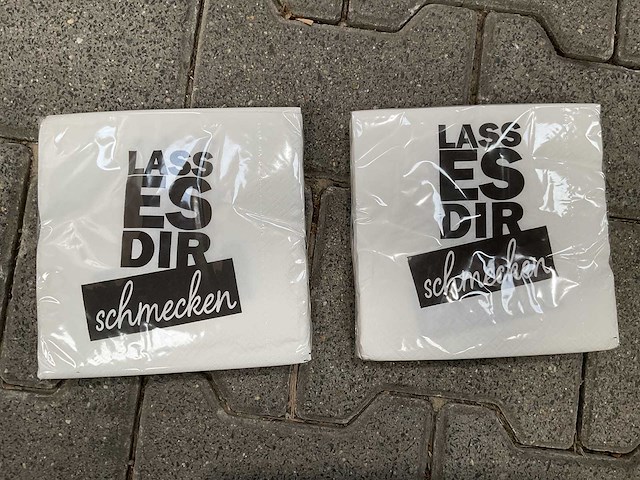 LASS
ES
DIR
schmecken
LASS
ES
DIR
schmecken